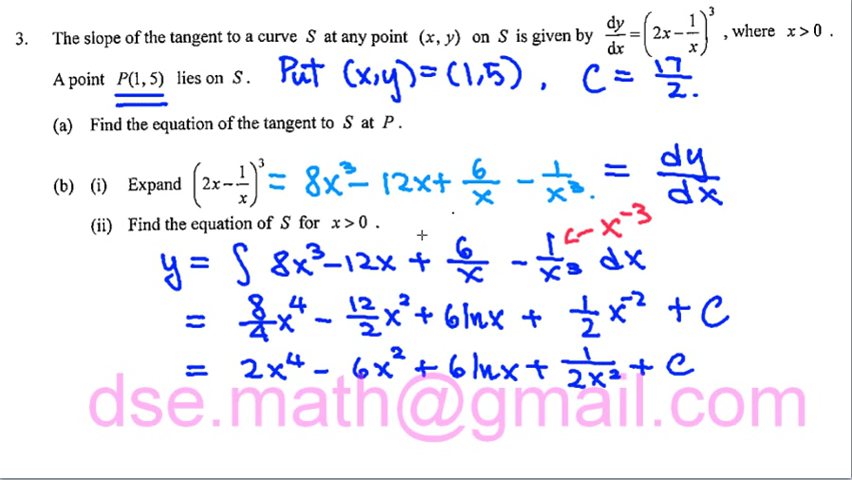 3. The slope of the tangent to a curve S at any point (x, y) on S is given by dy/dx = (2x − 1/x)³, where x > 0.
A point P(1, 5) lies on S. Put (x,y) = (1,5), C = 17/2.
(a) Find the equation of the tangent to S at P.
(b) (i) Expand (2x − 1/x)³ = 8x³ − 12x + 6/x − 1/x³. = dy/dx
(ii) Find the equation of S for x > 0.
← x⁻³
y = ∫ 8x³ − 12x + 6/x − 1/x³ dx
= 8/4 x⁴ − 12/2 x² + 6 ln x + 1/2 x⁻² + C
= 2x⁴ − 6x² + 6 ln x + 1/2x² + C
dse.math@gmail.com